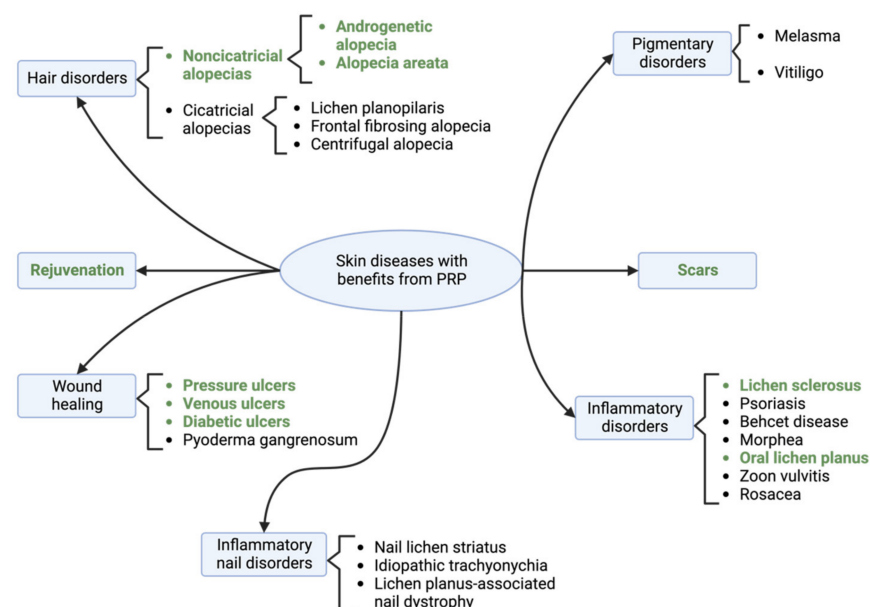 Hair disorders
• Noncicatricial
alopecias
• Androgenetic
alopecia
• Alopecia areata
• Cicatricial
alopecias
• Lichen planopilaris
• Frontal fibrosing alopecia
• Centrifugal alopecia
Pigmentary
disorders
• Melasma
• Vitiligo
Skin diseases with
benefits from PRP
Rejuvenation
Scars
Wound
healing
• Pressure ulcers
• Venous ulcers
• Diabetic ulcers
• Pyoderma gangrenosum
Inflammatory
disorders
• Lichen sclerosus
• Psoriasis
• Behcet disease
• Morphea
• Oral lichen planus
• Zoon vulvitis
• Rosacea
Inflammatory
nail disorders
• Nail lichen striatus
• Idiopathic trachyonychia
• Lichen planus-associated
nail dystrophy